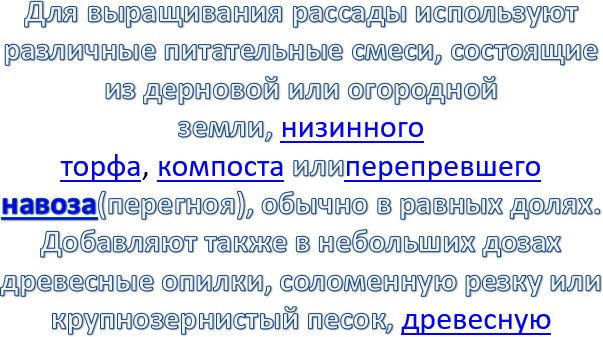 Для выращивания рассады используют
различные питательные смеси, состоящие
из дерновой или огородной
земли, низинного
торфа, компоста илиперепревшего
навоза(перегноя), обычно в равных долях.
Добавляют также в небольших дозах
древесные опилки, соломенную резку или
крупнозернистый песок, древесную